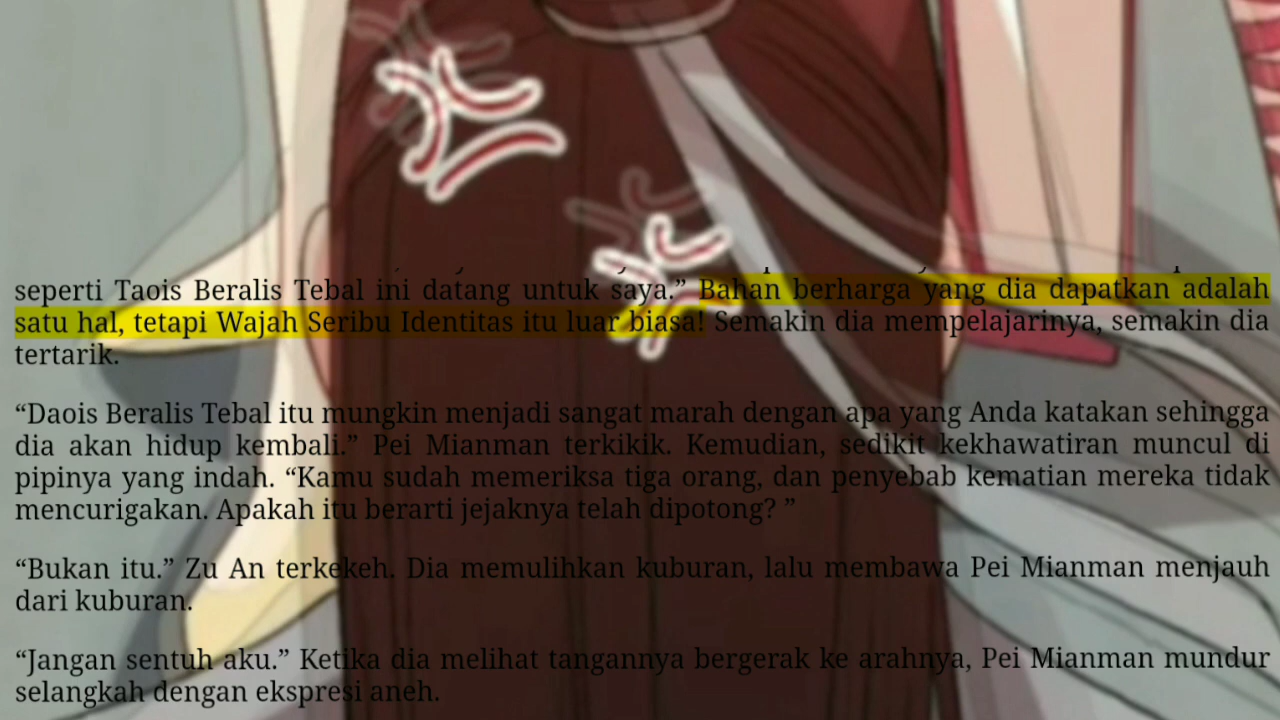 seperti Taois Beralis Tebal ini datang untuk saya.” Bahan berharga yang dia dapatkan adalah
satu hal, tetapi Wajah Seribu Identitas itu luar biasa! Semakin dia mempelajarinya, semakin dia
tertarik.
“Daois Beralis Tebal itu mungkin menjadi sangat marah dengan apa yang Anda katakan sehingga
dia akan hidup kembali.” Pei Mianman terkikik. Kemudian, sedikit kekhawatiran muncul di
pipinya yang indah. “Kamu sudah memeriksa tiga orang, dan penyebab kematian mereka tidak
mencurigakan. Apakah itu berarti jejaknya telah dipotong? ”
“Bukan itu.” Zu An terkekeh. Dia memulihkan kuburan, lalu membawa Pei Mianman menjauh
dari kuburan.
“Jangan sentuh aku.” Ketika dia melihat tangannya bergerak ke arahnya, Pei Mianman mundur
selangkah dengan ekspresi aneh.